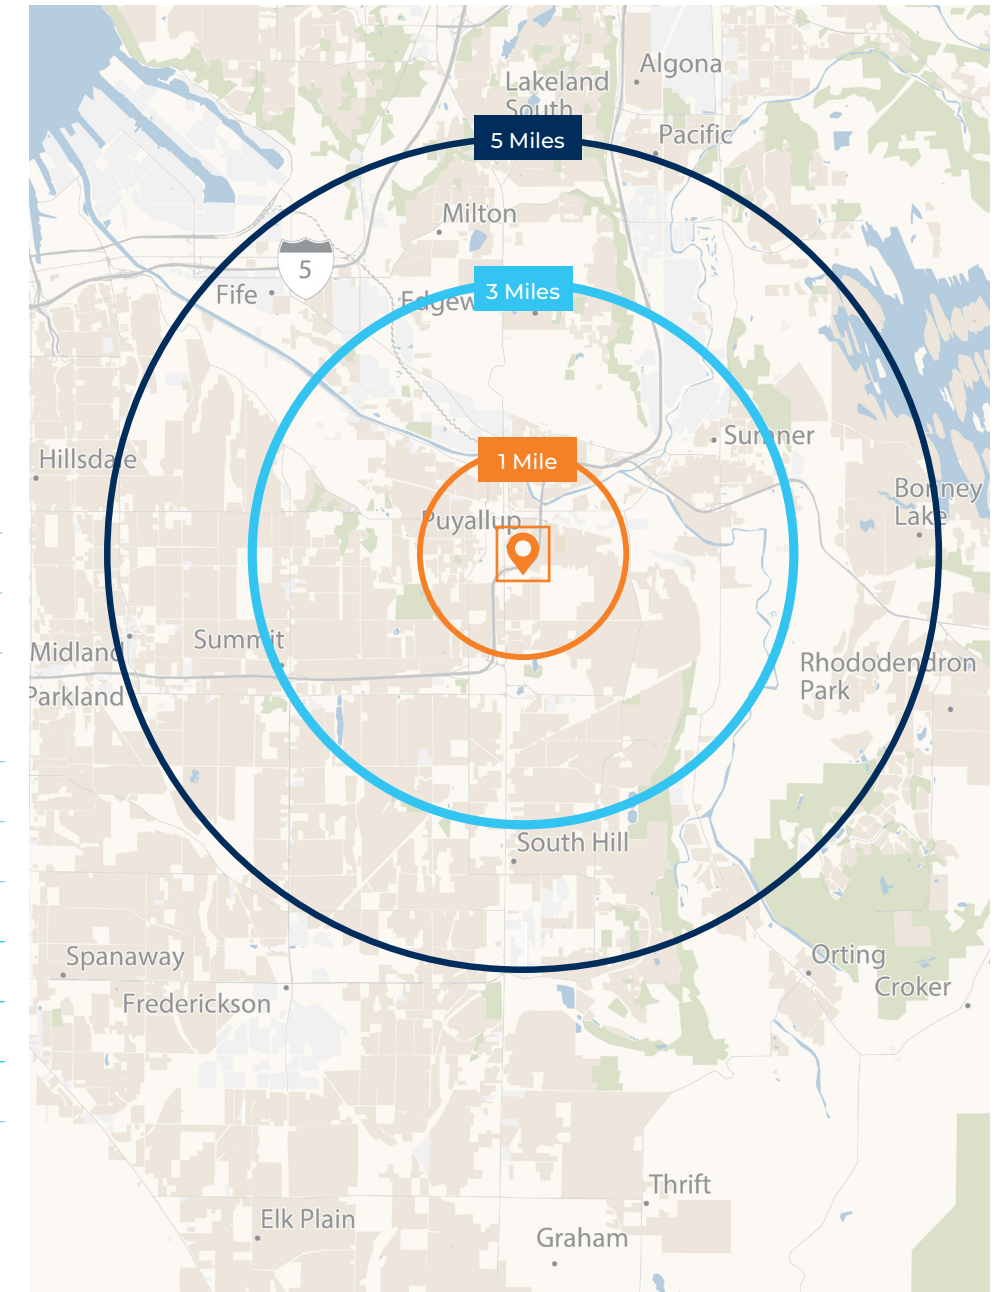 Algona
Lakeland
South
5 Miles
Pacific
Milton
5
Fife
Edgew
3 Miles
Sumner
Hillsdale
1 Mile
Bonney
Lake
Puyallup
Summit
Midland
Rhododendron
Park
Parkland
South Hill
Spanaway
Orting
Frederickson
Croker
Thrift
Elk Plain
Graham